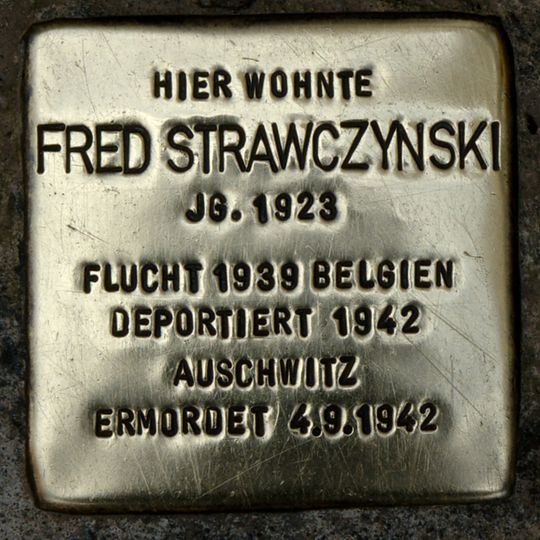 HIER WOHNTE
FRED STRAWCZYNSKI
JG. 1923
FLUCHT 1939 BELGIEN
DEPORTIERT 1942
AUSCHWITZ
ERMORDET 4.9.1942